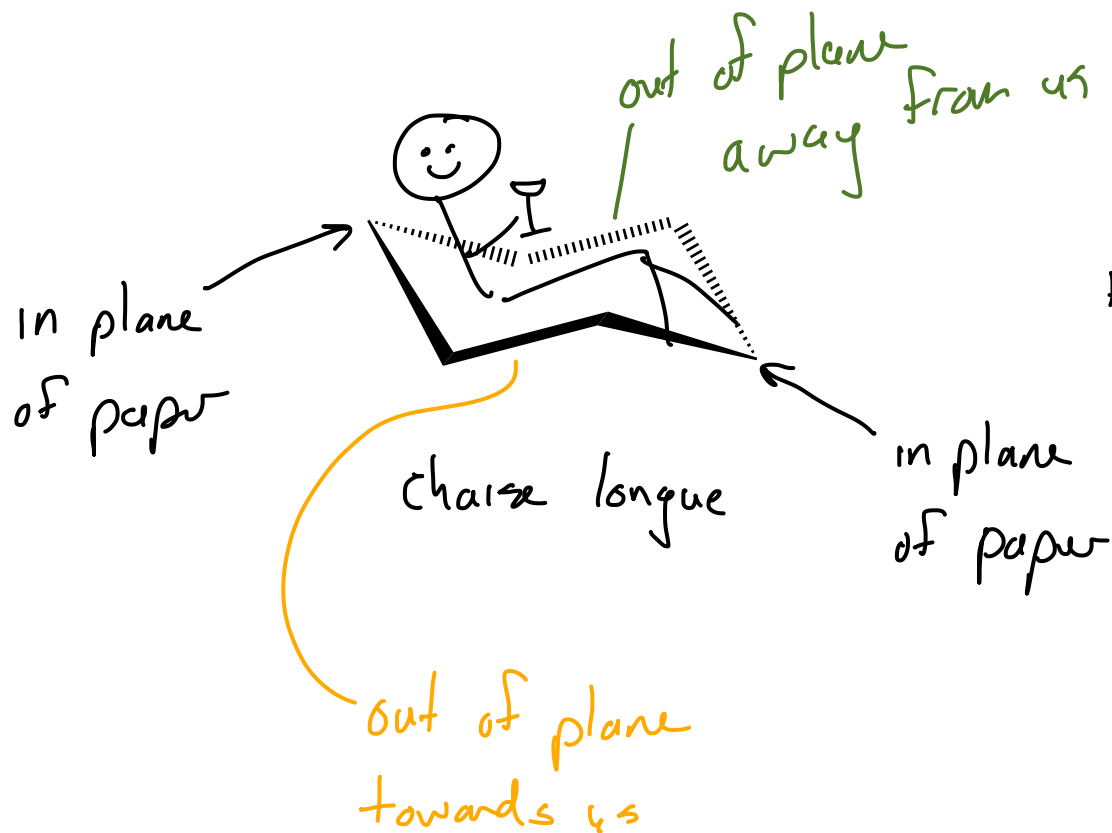 out of plane
away from us
in plane
of paper
chaise longue
in plane
of paper
out of plane
towards us